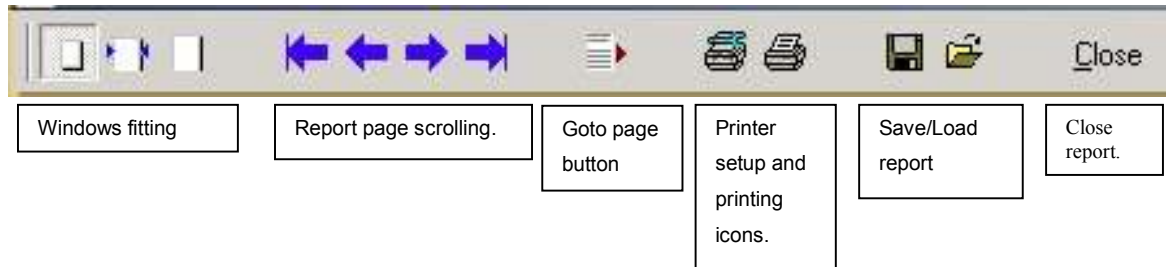 Close
Windows fitting
Report page scrolling.
Goto page
button
Printer
setup and
printing
icons.
Save/Load
report
Close
report.